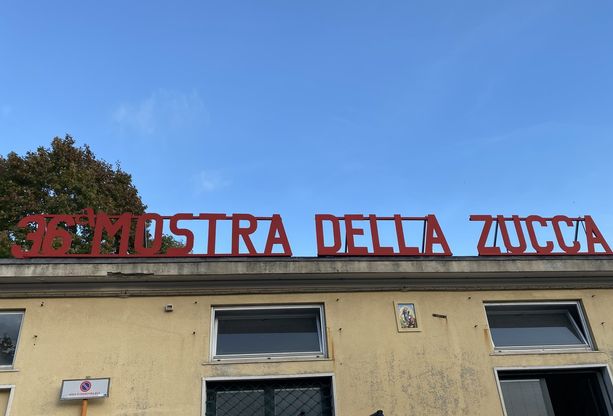 36ª MOSTRA DELLA ZUCCA